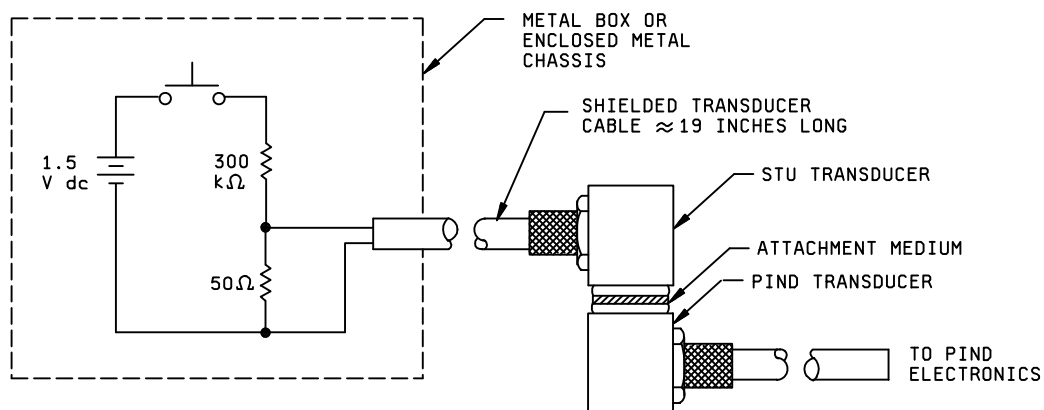 METAL BOX OR
ENCLOSED METAL
CHASSIS
SHIELDED TRANSDUCER
CABLE ≈ 19 INCHES LONG
1.5
V dc
300
kΩ
STU TRANSDUCER
ATTACHMENT MEDIUM
50Ω
PIND TRANSDUCER
TO PIND
ELECTRONICS